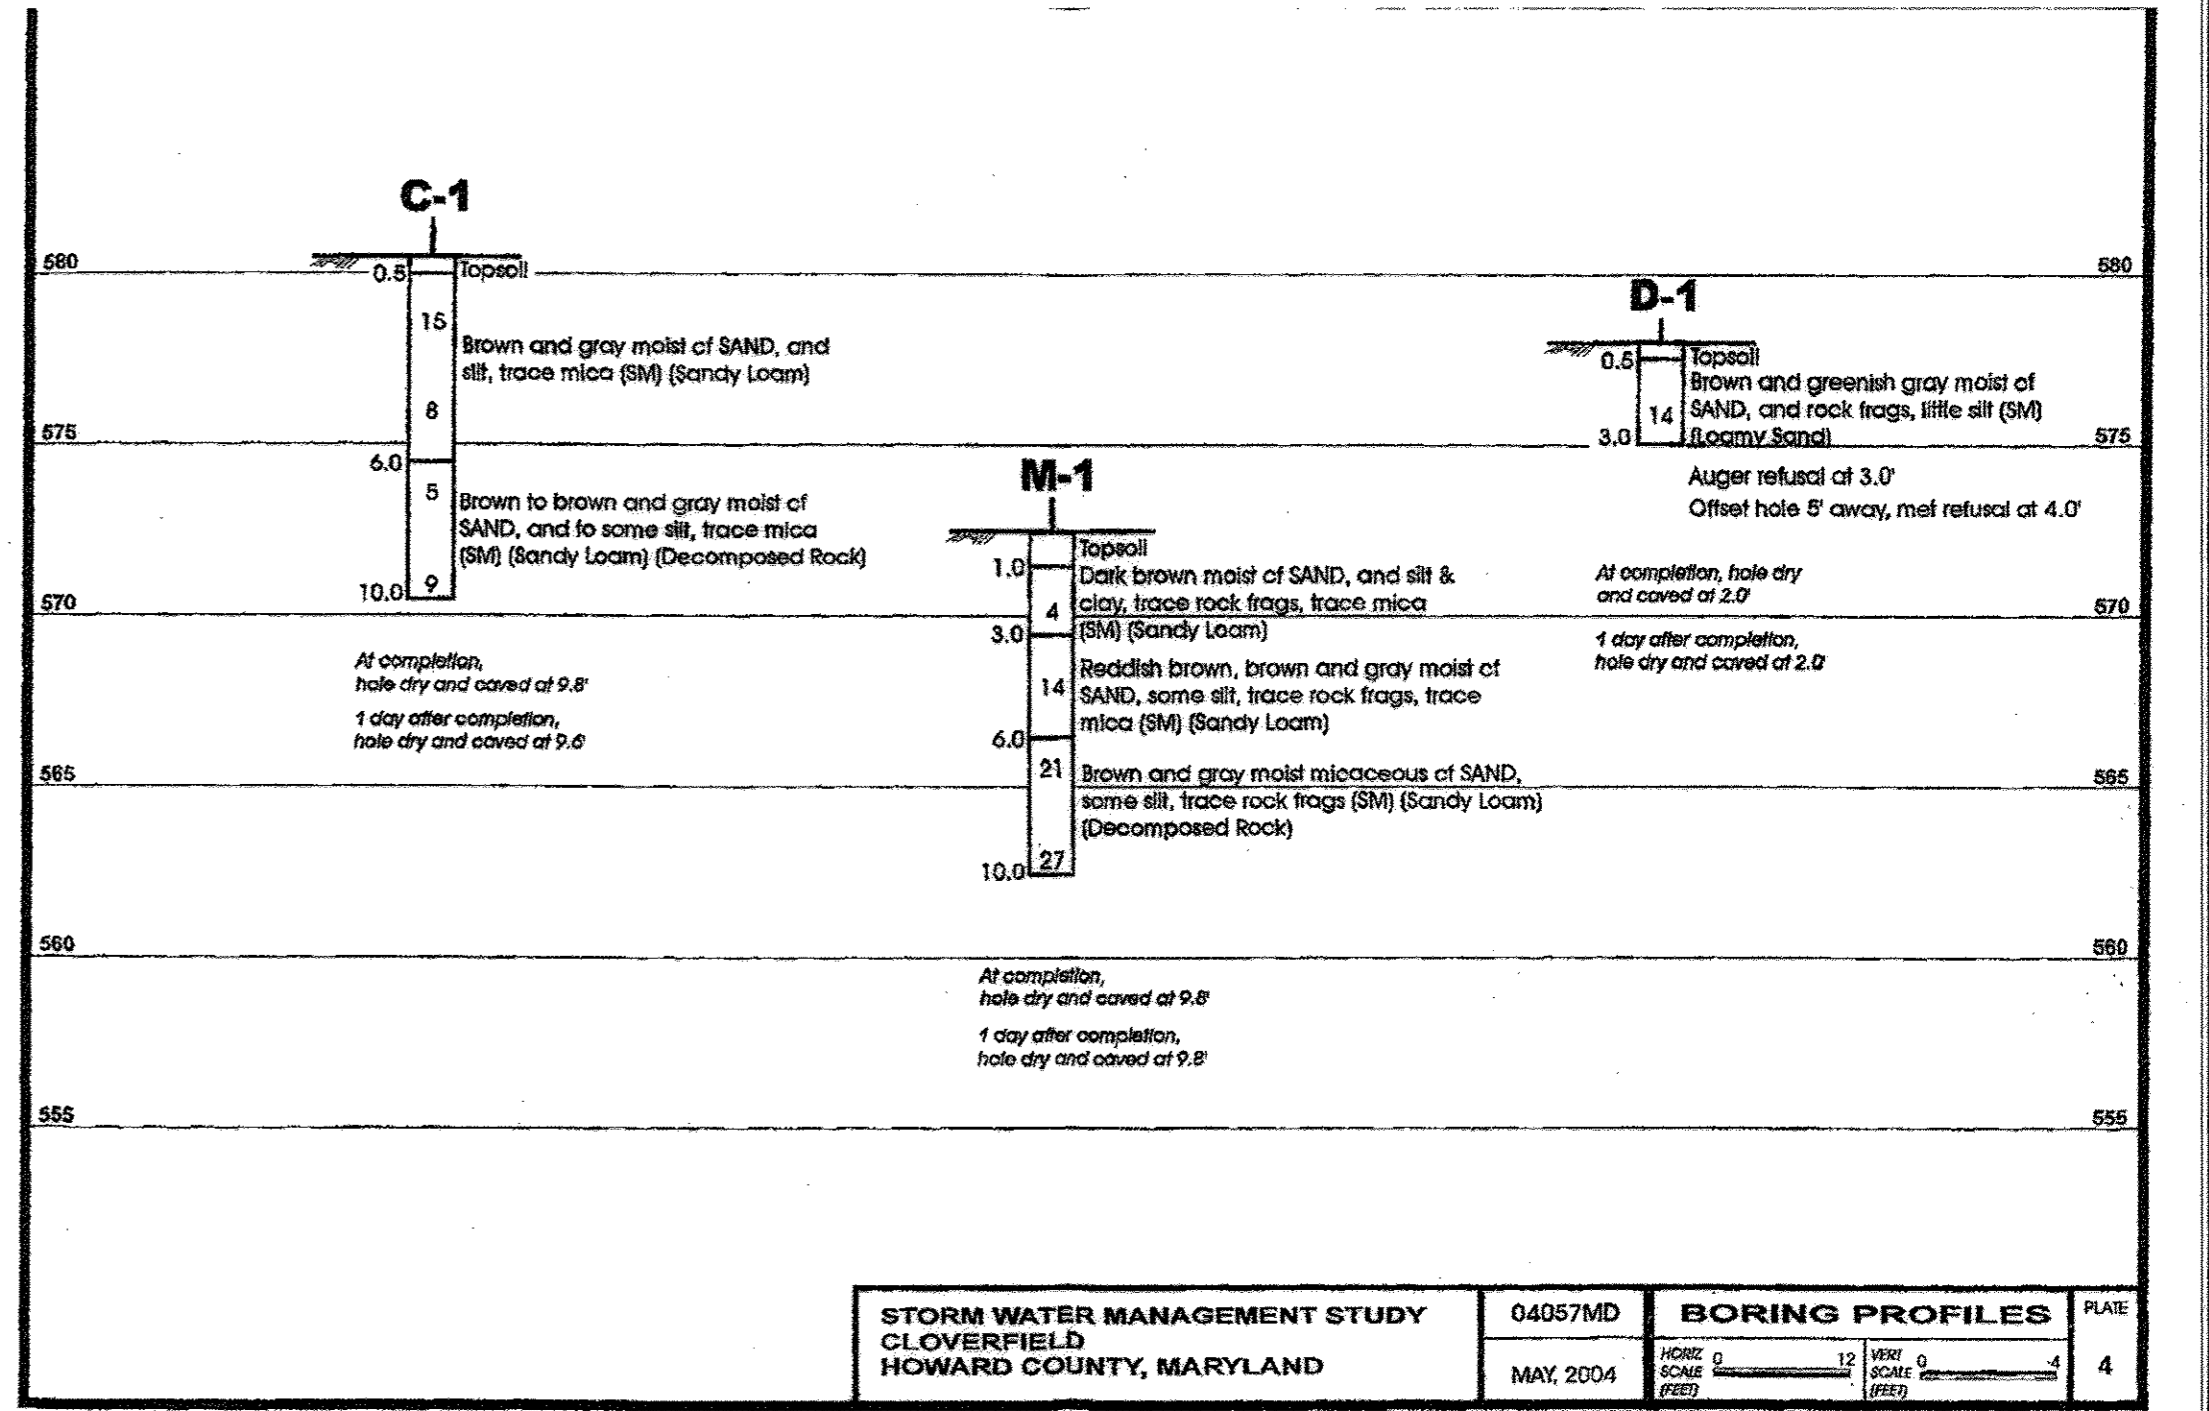 C-1
580
0.5
Topsoil
580
15
Brown and gray moist cf SAND, and
silt, trace mica (SM) (Sandy Loam)
8
575
6.0
5
Brown to brown and gray moist cf
SAND, and to some silt, trace mica
(SM) (Sandy Loam) (Decomposed Rock)
9
10.0
570
At completion,
hole dry and caved at 9.8'
1 day after completion,
hole dry and caved at 9.6'
M-1
Topsoil
1.0
Dark brown moist cf SAND, and silt &
clay, trace rock frags, trace mica
(SM) (Sandy Loam)
4
3.0
Reddish brown, brown and gray moist cf
SAND, some silt, trace rock frags, trace
mica (SM) (Sandy Loam)
14
6.0
21
Brown and gray moist micaceous cf SAND,
some silt, trace rock frags (SM) (Sandy Loam)
(Decomposed Rock)
27
10.0
At completion,
hole dry and caved at 9.8'
1 day after completion,
hole dry and caved at 9.8'
D-1
0.5
Topsoil
Brown and greenish gray moist cf
SAND, and rock frags, little silt (SM)
(Loamy Sand)
14
3.0
575
Auger refusal at 3.0'
Offset hole 5' away, met refusal at 4.0'
At completion, hole dry
and caved at 2.0'
570
1 day after completion,
hole dry and caved at 2.0'
565
565
560
560
555
555
STORM WATER MANAGEMENT STUDY
CLOVERFIELD
HOWARD COUNTY, MARYLAND
04057MD
MAY, 2004
BORING PROFILES
HORIZ
SCALE
(FEET)
0 12
VERT
SCALE
(FEET)
0 4
PLATE
4